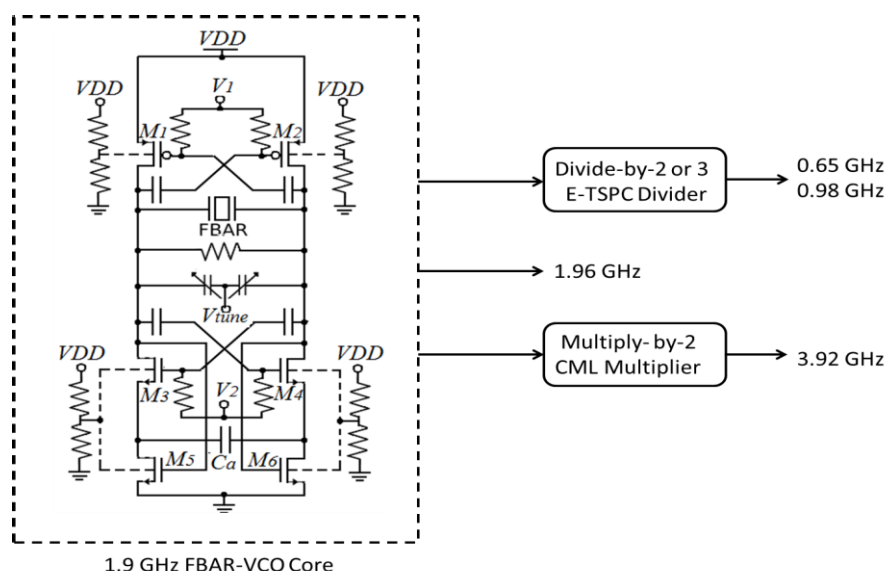 VDD
VDD
V1
VDD
M1
M2
FBAR
Vtune
VDD
VDD
M3
V2
M4
M5
Ca
M6
1.9 GHz FBAR-VCO Core
Divide-by-2 or 3
E-TSPC Divider
0.65 GHz
0.98 GHz
1.96 GHz
Multiply- by-2
CML Multiplier
3.92 GHz